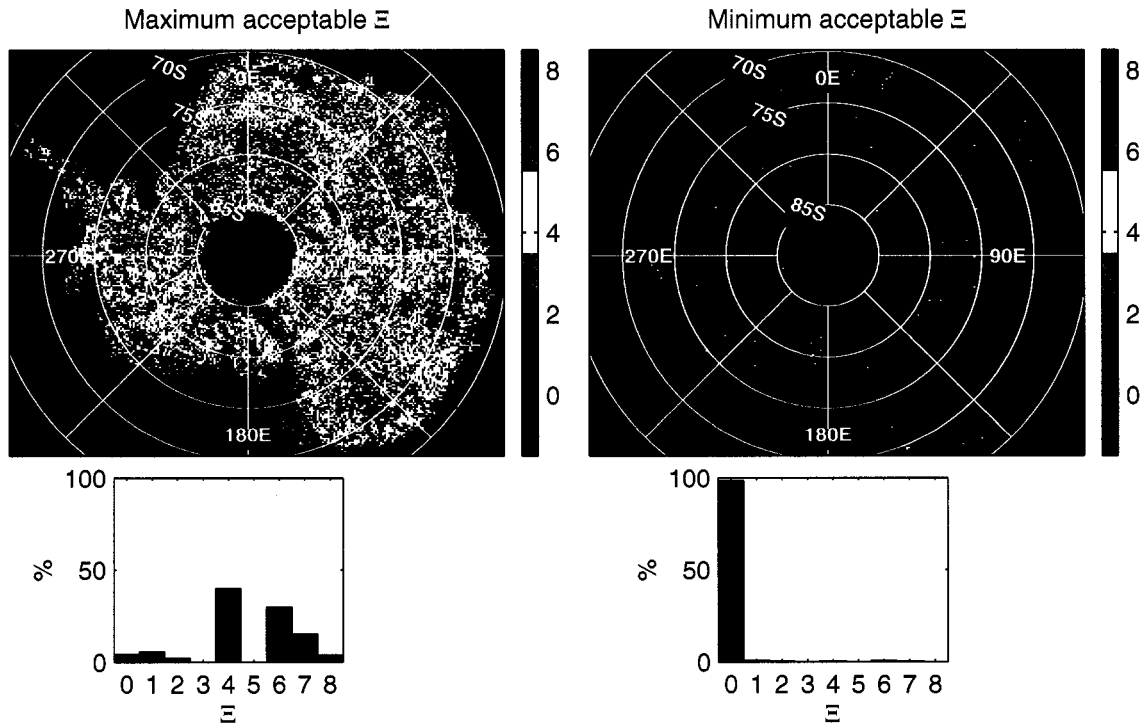 Maximum acceptable Ξ
70S
0E
75S
85S
270E
90E
180E
8
6
4
2
0
100
50
0
%
0 1 2 3 4 5 6 7 8
Ξ
Minimum acceptable Ξ
70S
0E
75S
85S
270E
90E
180E
8
6
4
2
0
100
50
0
%
0 1 2 3 4 5 6 7 8
Ξ